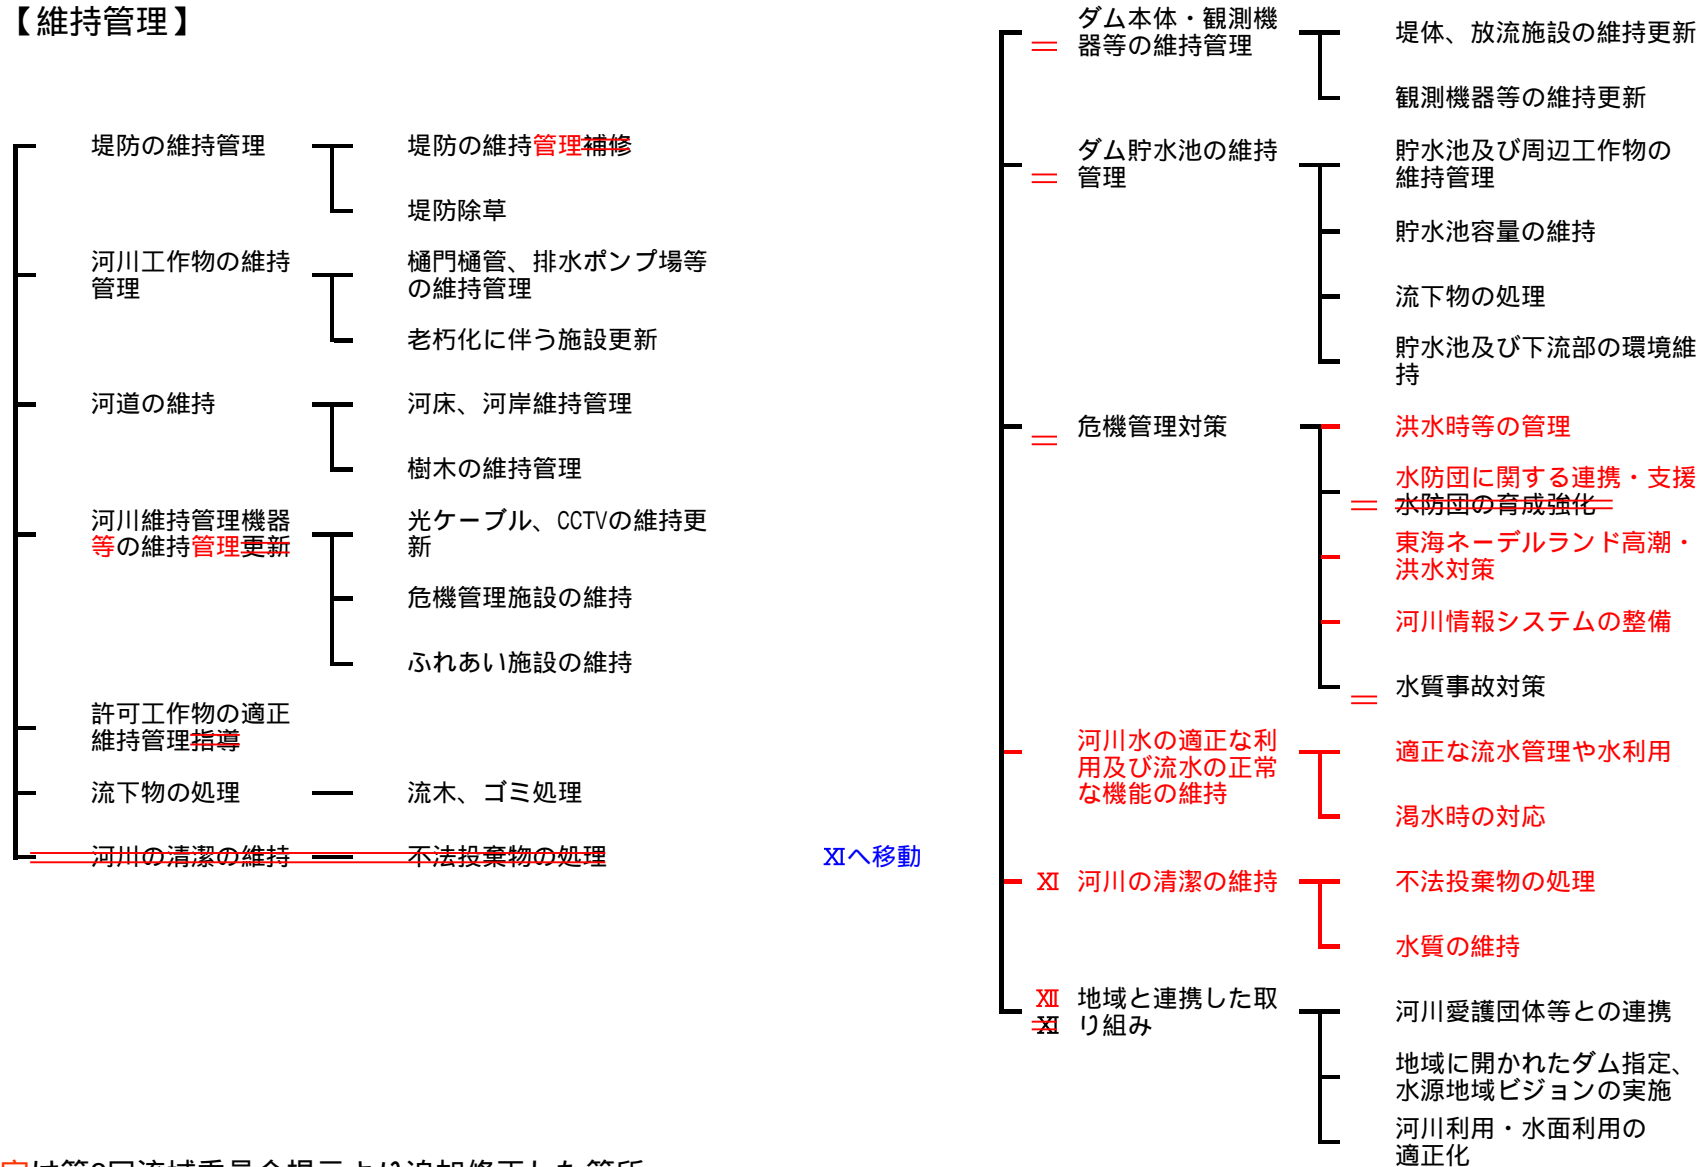 【維持管理】
堤防の維持管理
堤防の維持管理補修
堤防除草
河川工作物の維持
管理
樋門樋管、排水ポンプ場等
の維持管理
老朽化に伴う施設更新
河道の維持
河床、河岸維持管理
樹木の維持管理
河川維持管理機器
等の維持管理更新
光ケーブル、CCTVの維持更
新
危機管理施設の維持
ふれあい施設の維持
許可工作物の適正
維持管理指導
流下物の処理
流木、ゴミ処理
河川の清潔の維持
不法投棄物の処理
Ⅺへ移動
ダム本体・観測機
器等の維持管理
堤体、放流施設の維持更新
観測機器等の維持更新
ダム貯水池の維持
管理
貯水池及び周辺工作物の
維持管理
貯水池容量の維持
流下物の処理
貯水池及び下流部の環境維
持
危機管理対策
洪水時等の管理
水防団に関する連携・支援
水防団の育成強化
東海ネーデルランド高潮・
洪水対策
河川情報システムの整備
水質事故対策
河川水の適正な利
用及び流水の正常
な機能の維持
適正な流水管理や水利用
渇水時の対応
Ⅺ 河川の清潔の維持
不法投棄物の処理
水質の維持
Ⅻ 地域と連携した取
Ⅺ り組み
河川愛護団体等との連携
地域に開かれたダム指定、
水源地域ビジョンの実施
河川利用・水面利用の
適正化